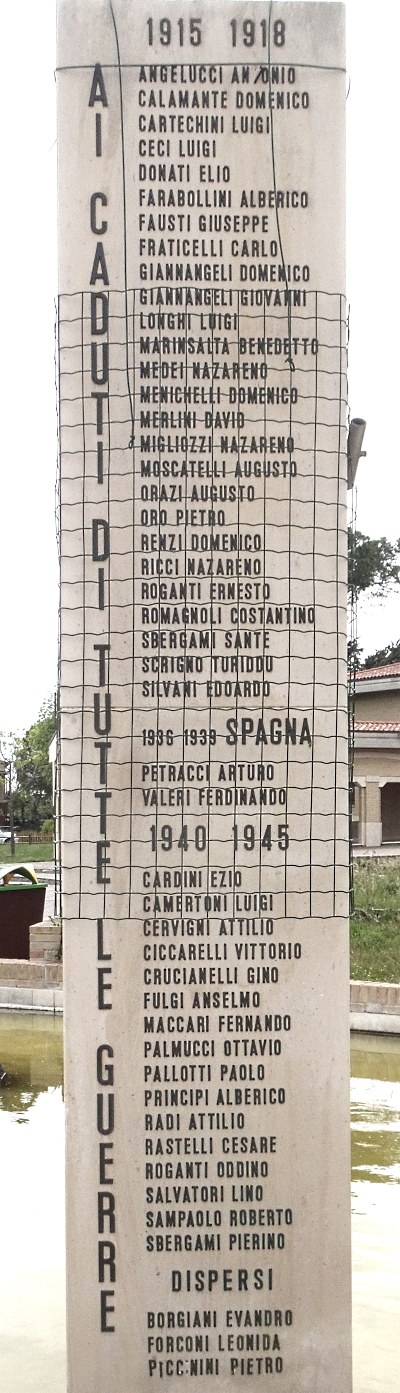 AI CADUTI DI TUTTE LE GUERRE
1915 1918
ANGELUCCI ANTONIO
CALAMANTE DOMENICO
CARTECHINI LUIGI
CECI LUIGI
DONATI ELIO
FARABOLLINI ALBERICO
FAUSTI GIUSEPPE
FRATICELLI CARLO
GIANNANGELI DOMENICO
GIANNANGELI GIOVANNI
LONGHI LUIGI
MARINSALTA BENEDETTO
MEDEI NAZARENO
MENICHELLI DOMENICO
MERLINI DAVID
MIGLIOZZI NAZARENO
MOSCATELLI AUGUSTO
ORAZI AUGUSTO
ORO PIETRO
RENZI DOMENICO
RICCI NAZARENO
ROGANTI ERNESTO
ROMAGNOLI COSTANTINO
SBERGAMI SANTE
SCRIGNO TURIDDU
SILVANI EDOARDO
1936 1939 SPAGNA
PETRACCI ARTURO
VALERI FERDINANDO
1940 1945
CARDINI EZIO
CAMERTONI LUIGI
CERVIGNI ATTILIO
CICCARELLI VITTORIO
CRUCIANELLI GINO
FULGI ANSELMO
MACCARI FERNANDO
PALMUCCI OTTAVIO
PALLOTTI PAOLO
PRINCIPI ALBERICO
RADI ATTILIO
RASTELLI CESARE
ROGANTI ODDINO
SALVATORI LINO
SAMPAOLO ROBERTO
SBERGAMI PIERINO
DISPERSI
BORGIANI EVANDRO
FORCONI LEONIDA
PICCININI PIETRO